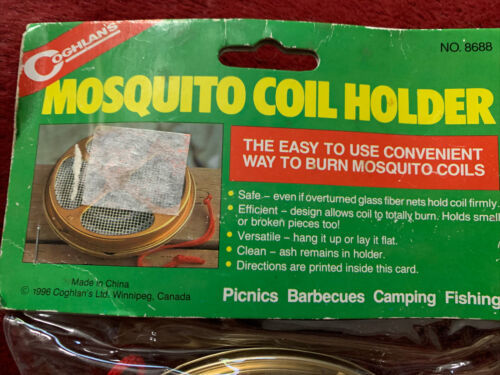 COGHLAN'S
NO. 8688
MOSQUITO COIL HOLDER
THE EASY TO USE CONVENIENT
WAY TO BURN MOSQUITO COILS
• Safe – even if overturned glass fiber nets hold coil firmly.
• Efficient – design allows coil to totally burn. Holds small
or broken pieces too!
• Versatile – hang it up or lay it flat.
• Clean – ash remains in holder.
• Directions are printed inside this card.
Made in China
© 1996 Coghlan's Ltd. Winnipeg, Canada
Picnics Barbecues Camping Fishing